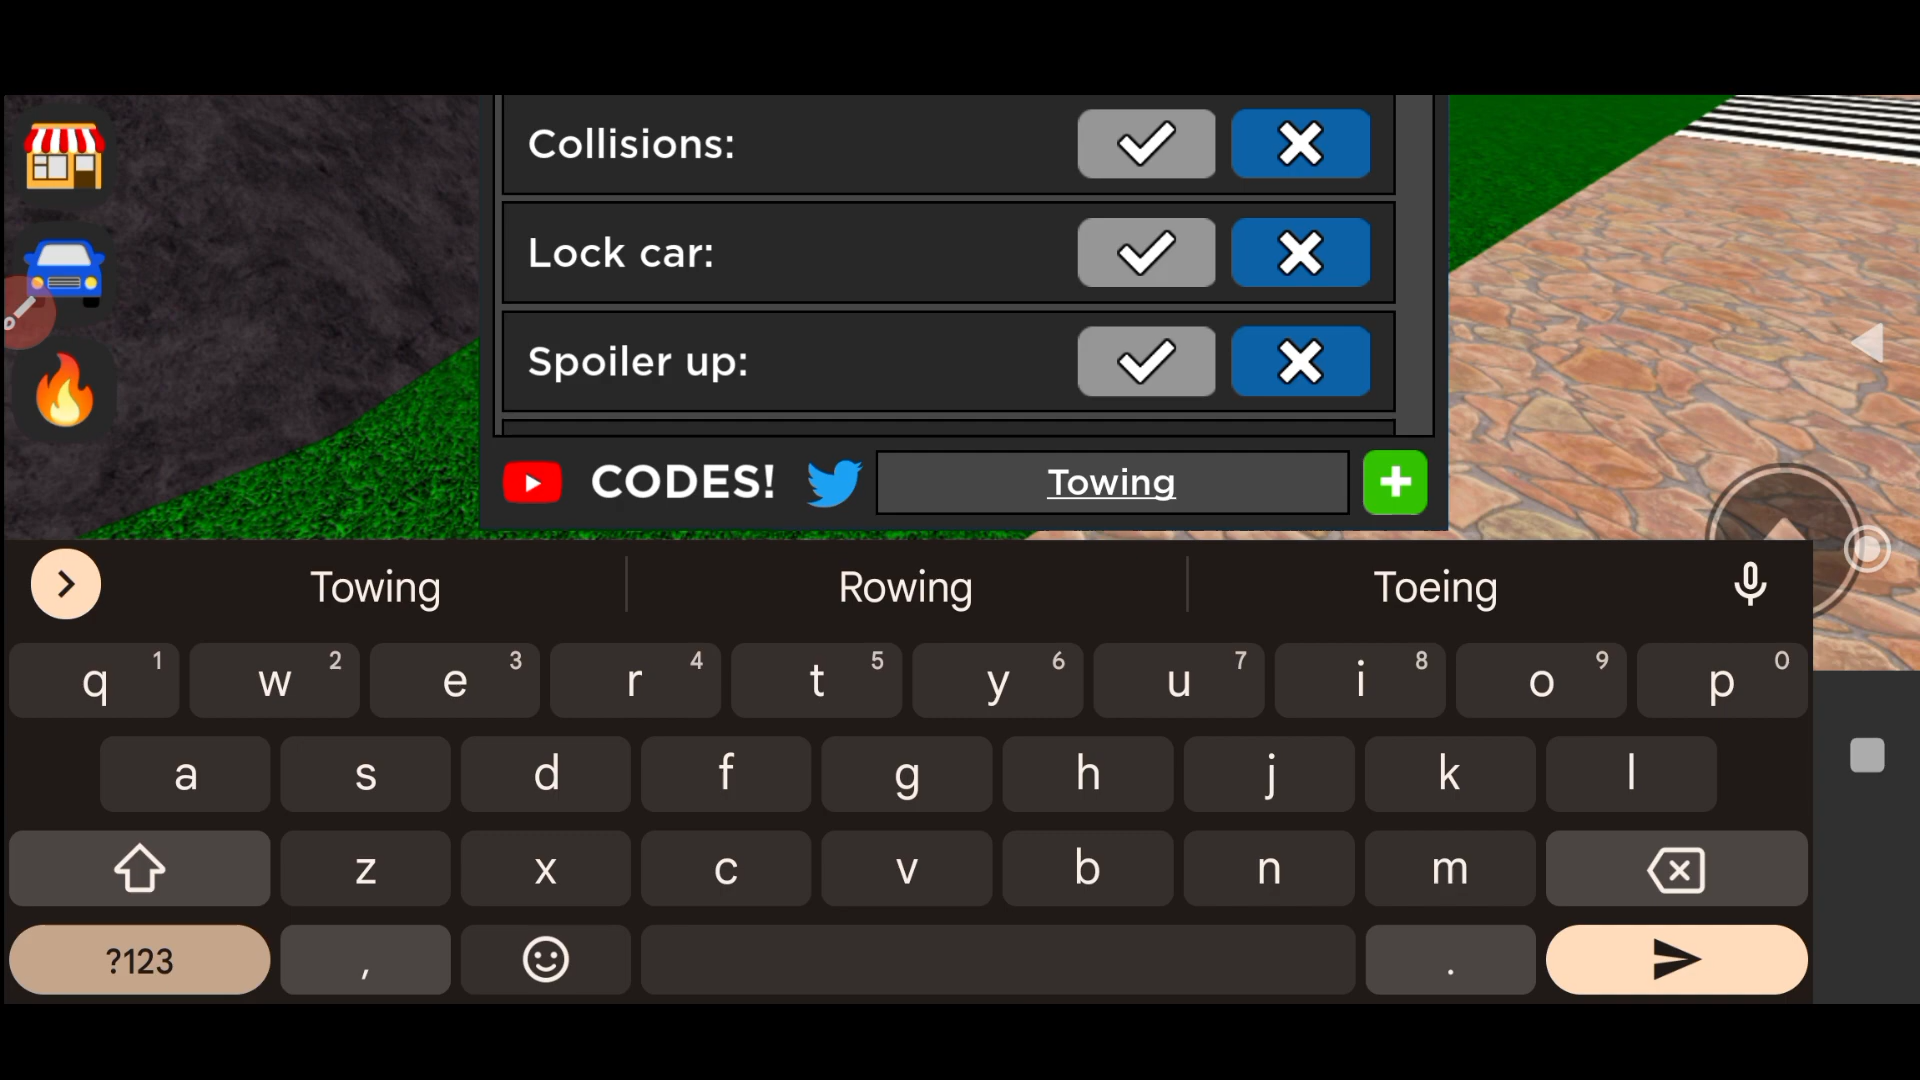 Collisions:
Lock car:
Spoiler up:
CODES! Towing
Towing Rowing Toeing
q 1 w 2 e 3 r 4 t 5 y 6 u 7 i 8 o 9 p 0
a s d f g h j k l
z x c v b n m
?123 , .